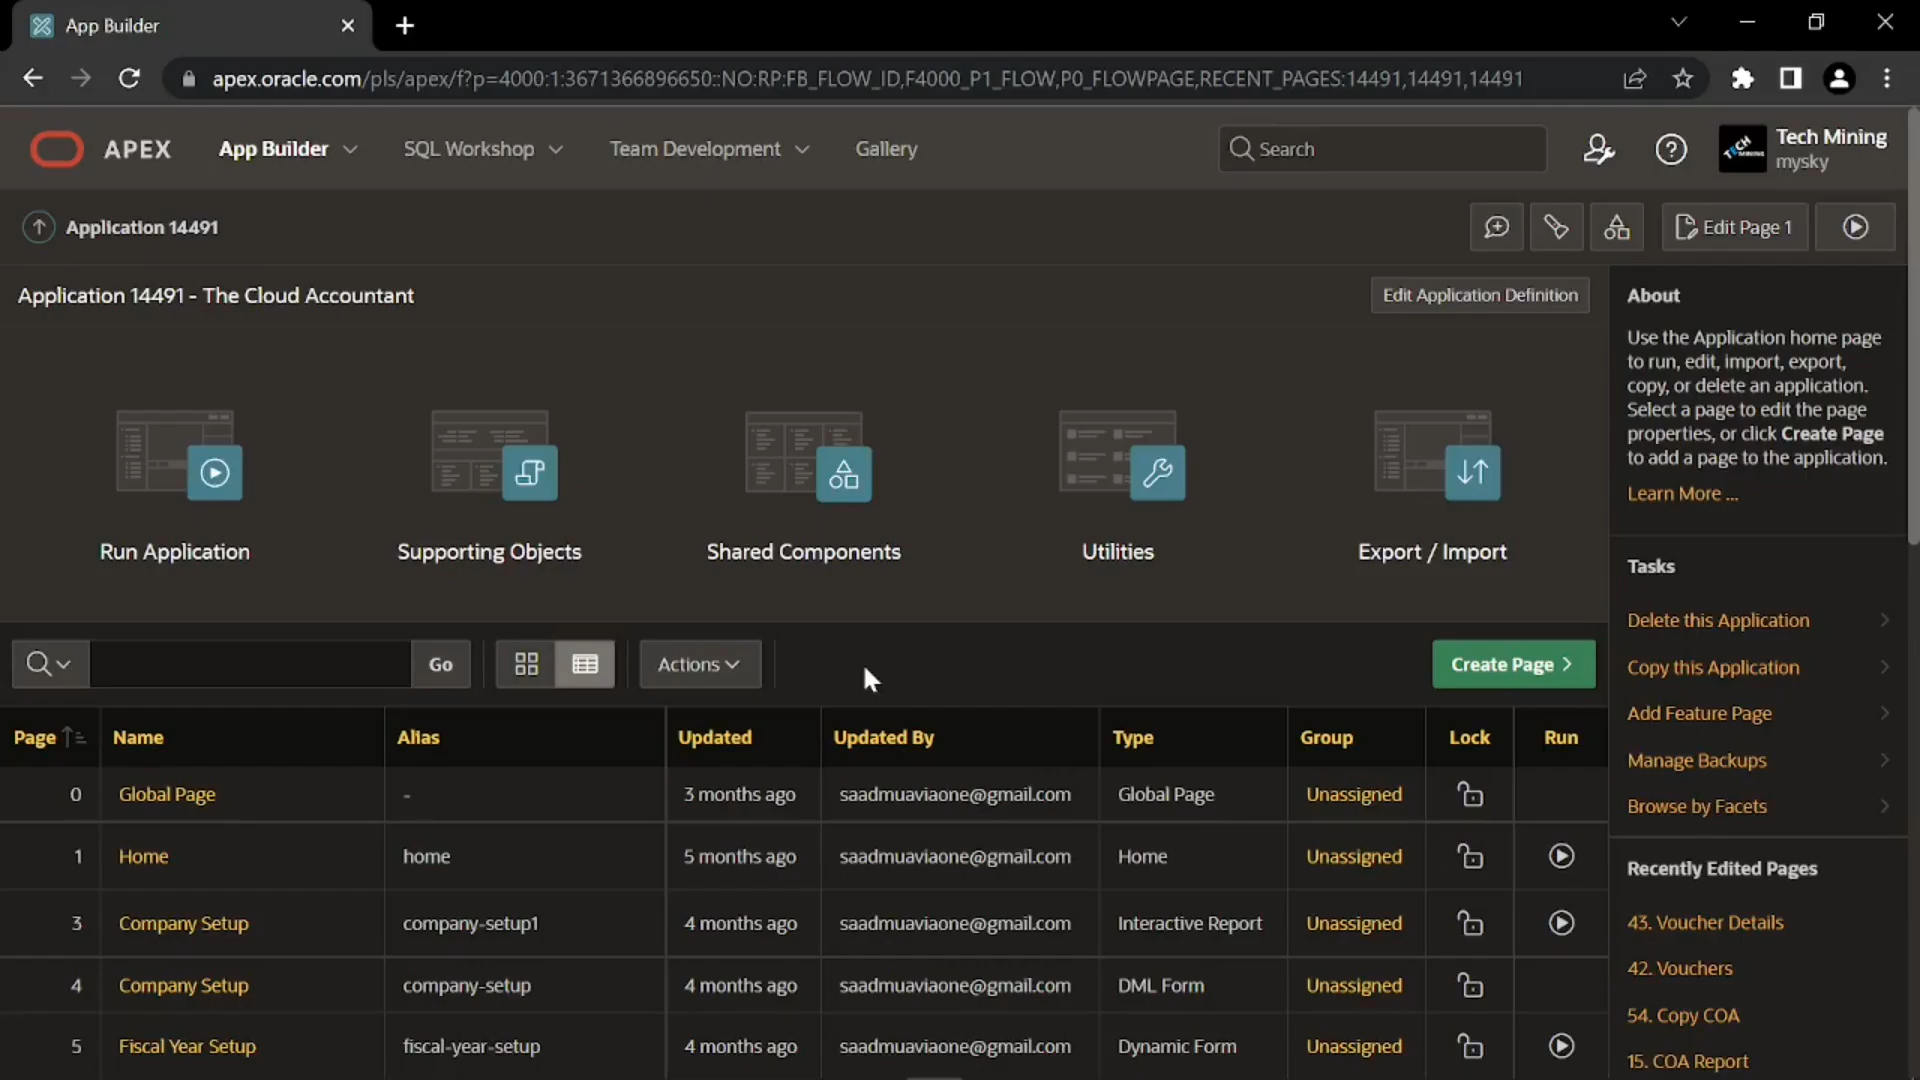 App Builder
apex.oracle.com/pls/apex/f?p=4000:1:3671366896650::NO:RP:FB_FLOW_ID,F4000_P1_FLOW,P0_FLOWPAGE,RECENT_PAGES:14491,14491,14491
APEX App Builder SQL Workshop Team Development Gallery Search TECH MINING Tech Mining
mysky
Application 14491 Edit Page 1
Application 14491 - The Cloud Accountant Edit Application Definition
Run Application Supporting Objects Shared Components Utilities Export / Import
Go Actions Create Page
Page Name Alias Updated Updated By Type Group Lock Run
0 Global Page - 3 months ago saadmuaviaone@gmail.com Global Page Unassigned
1 Home home 5 months ago saadmuaviaone@gmail.com Home Unassigned
3 Company Setup company-setup1 4 months ago saadmuaviaone@gmail.com Interactive Report Unassigned
4 Company Setup company-setup 4 months ago saadmuaviaone@gmail.com DML Form Unassigned
5 Fiscal Year Setup fiscal-year-setup 4 months ago saadmuaviaone@gmail.com Dynamic Form Unassigned
About
Use the Application home page
to run, edit, import, export,
copy, or delete an application.
Select a page to edit the page
properties, or click Create Page
to add a page to the application.
Learn More ...
Tasks
Delete this Application
Copy this Application
Add Feature Page
Manage Backups
Browse by Facets
Recently Edited Pages
43. Voucher Details
42. Vouchers
54. Copy COA
15. COA Report